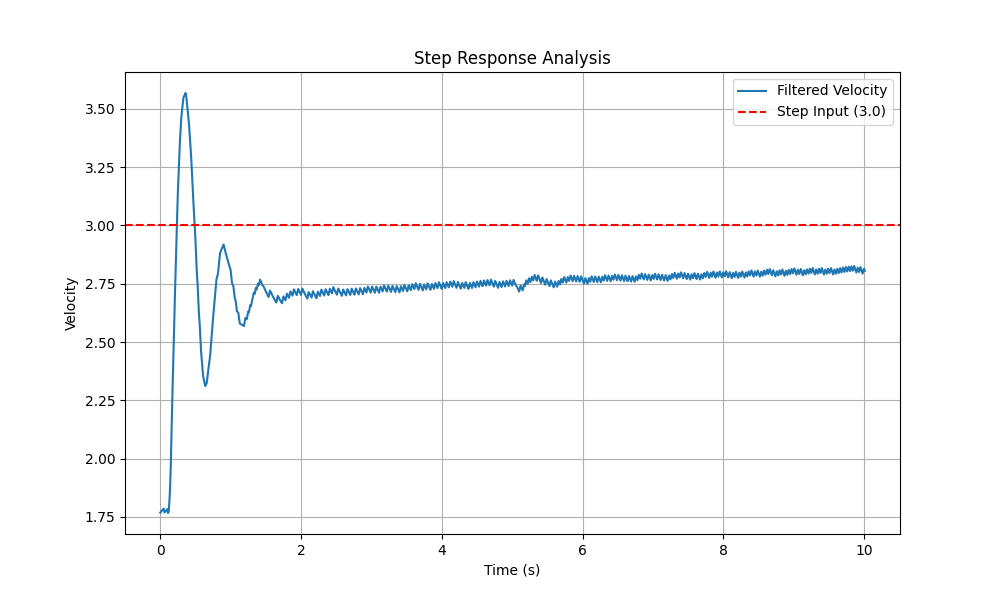 Step Response Analysis
Filtered Velocity
Step Input (3.0)
Velocity
3.50
3.25
3.00
2.75
2.50
2.25
2.00
1.75
0 2 4 6 8 10
Time (s)